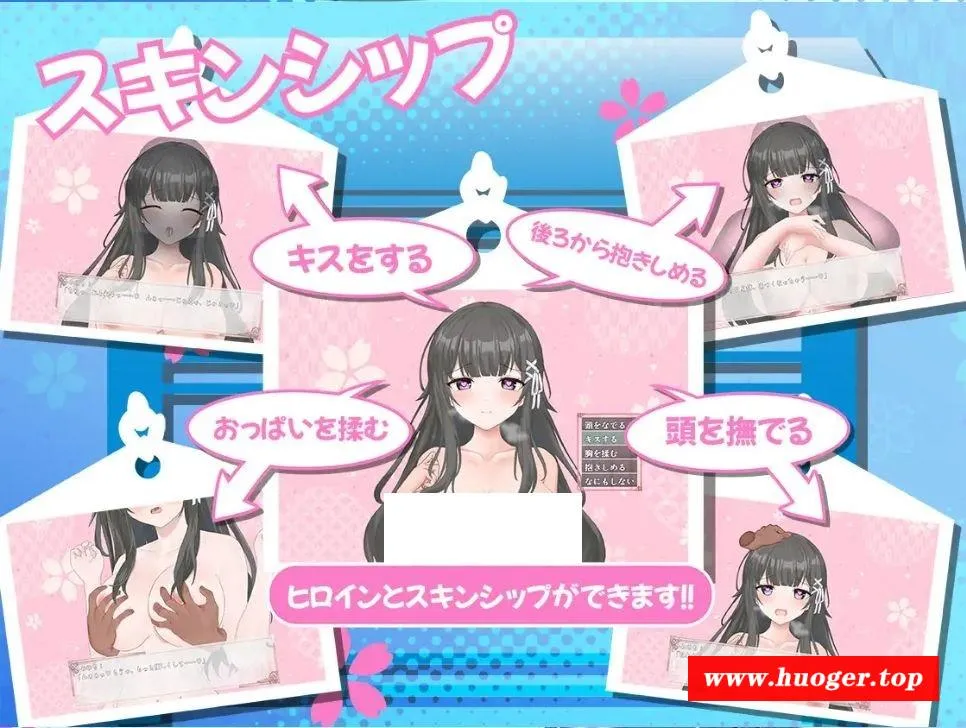 スキンシップ
キスをする
後ろから抱きしめる
おっぱいを揉む
頭を撫でる
頭をなでる
キスする
胸を揉む
抱きしめる
なにもしない
ヒロインとスキンシップができます!!
www.huoger.top